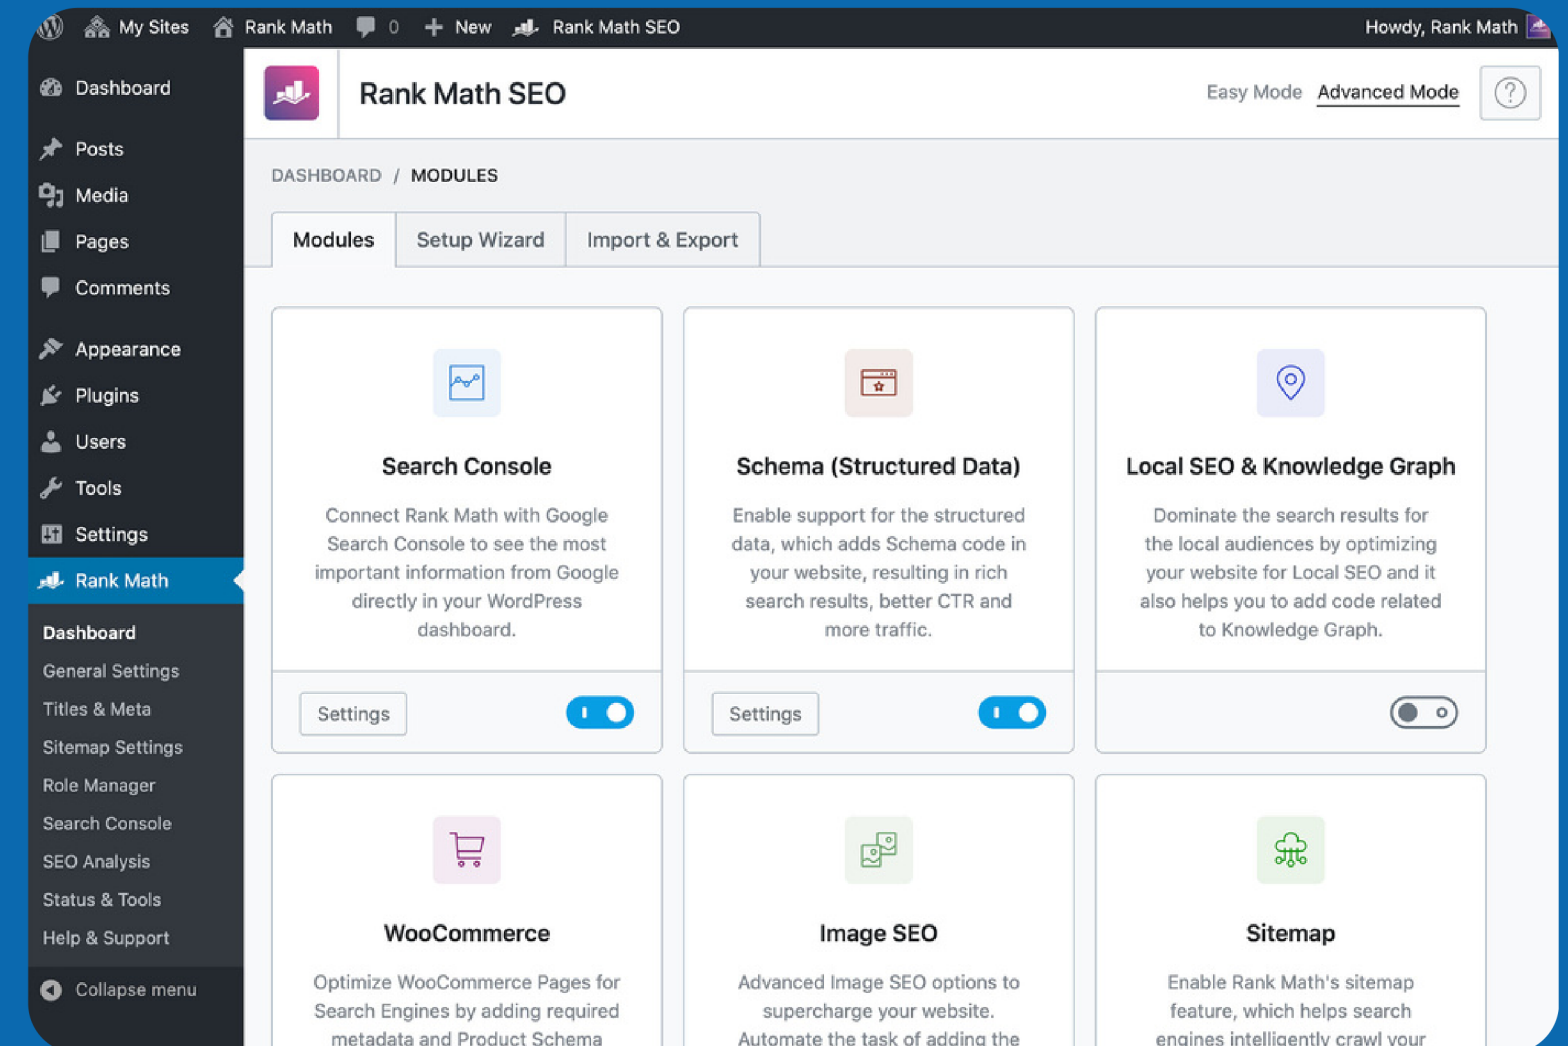 My Sites Rank Math 0 New Rank Math SEO Howdy, Rank Math
Dashboard
Posts
Media
Pages
Comments
Appearance
Plugins
Users
Tools
Settings
Rank Math
Dashboard
General Settings
Titles & Meta
Sitemap Settings
Role Manager
Search Console
SEO Analysis
Status & Tools
Help & Support
Collapse menu
Rank Math SEO
Easy Mode Advanced Mode ?
DASHBOARD / MODULES
Modules Setup Wizard Import & Export
Search Console
Connect Rank Math with Google
Search Console to see the most
important information from Google
directly in your WordPress
dashboard.
Settings
Schema (Structured Data)
Enable support for the structured
data, which adds Schema code in
your website, resulting in rich
search results, better CTR and
more traffic.
Settings
Local SEO & Knowledge Graph
Dominate the search results for
the local audiences by optimizing
your website for Local SEO and it
also helps you to add code related
to Knowledge Graph.
WooCommerce
Optimize WooCommerce Pages for
Search Engines by adding required
metadata and Product Schema
Image SEO
Advanced Image SEO options to
supercharge your website.
Automate the task of adding the
Sitemap
Enable Rank Math's sitemap
feature, which helps search
engines intelligently crawl your